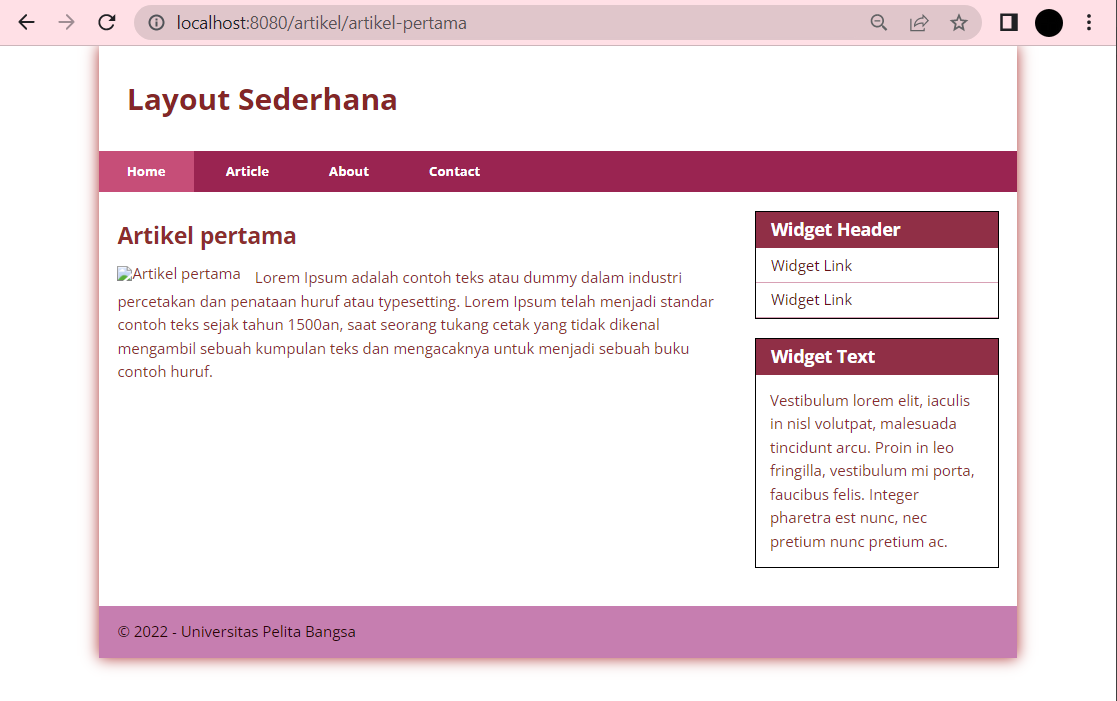 localhost:8080/artikel/artikel-pertama
Layout Sederhana
Home Article About Contact
Artikel pertama
Artikel pertama Lorem Ipsum adalah contoh teks atau dummy dalam industri
percetakan dan penataan huruf atau typesetting. Lorem Ipsum telah menjadi standar
contoh teks sejak tahun 1500an, saat seorang tukang cetak yang tidak dikenal
mengambil sebuah kumpulan teks dan mengacaknya untuk menjadi sebuah buku
contoh huruf.
Widget Header
Widget Link
Widget Link
Widget Text
Vestibulum lorem elit, iaculis
in nisl volutpat, malesuada
tincidunt arcu. Proin in leo
fringilla, vestibulum mi porta,
faucibus felis. Integer
pharetra est nunc, nec
pretium nunc pretium ac.
© 2022 - Universitas Pelita Bangsa